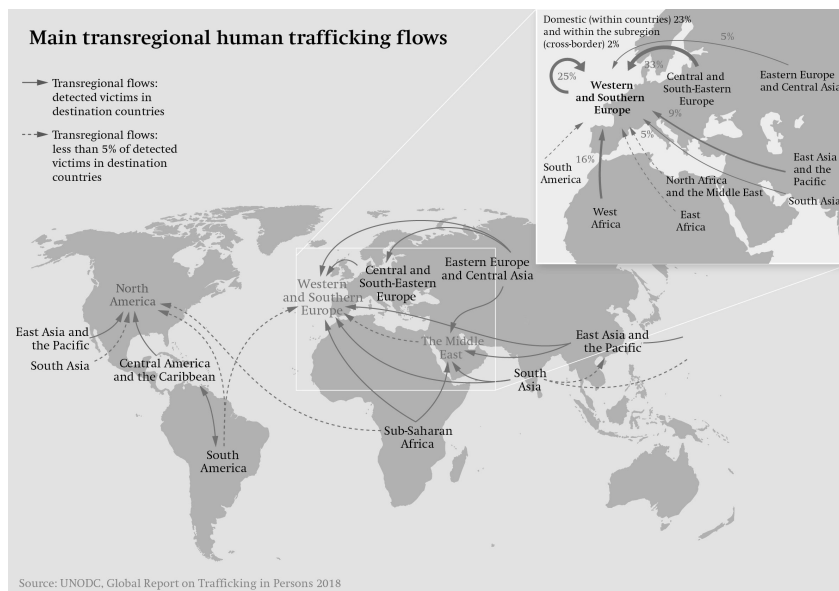 Main transregional human trafficking flows
Transregional flows:
detected victims in
destination countries
Transregional flows:
less than 5% of detected
victims in destination
countries
Domestic (within countries) 23%
and within the subregion
(cross-border) 2%
5%
33%
25%
Western
and Southern
Europe
Central and
South-Eastern
Europe
Eastern Europe
and Central Asia
9%
5%
16%
South
America
North Africa
and the Middle East
East Asia
and the
Pacific
South Asia
West
Africa
East
Africa
North
America
Western
and Southern
Europe
Central and
South-Eastern
Europe
Eastern Europe
and Central Asia
East Asia and
the Pacific
South Asia
Central America
and the Caribbean
The Middle
East
East Asia and
the Pacific
South
Asia
Sub-Saharan
Africa
South
America
Source: UNODC, Global Report on Trafficking in Persons 2018